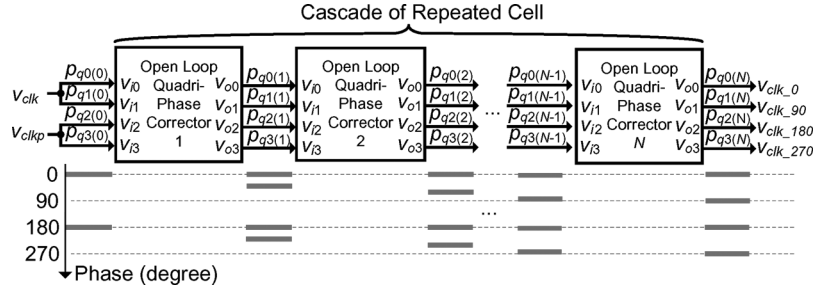 Cascade of Repeated Cell
pq0(0) Open Loop pq0(1) Open Loop pq0(2) pq0(N-1) Open Loop pq0(N)
vi0 Quadri- vo0 vi0 Quadri- vo0 vi0 Quadri- vo0 vclk_0
vclk pq1(0) pq1(1) pq1(2) pq1(N-1) pq1(N)
vi1 Phase vo1 vi1 Phase vo1 ... vi1 Phase vo1 vclk_90
pq2(0) pq2(1) pq2(2) pq2(N-1) pq2(N)
vclkp vi2 Corrector vo2 vi2 Corrector vo2 vi2 Corrector vo2 vclk_180
pq3(0) pq3(1) pq3(2) pq3(N-1) pq3(N)
vi3 1 vo3 vi3 2 vo3 vi3 N vo3 vclk_270
0
90
...
180
270
Phase (degree)